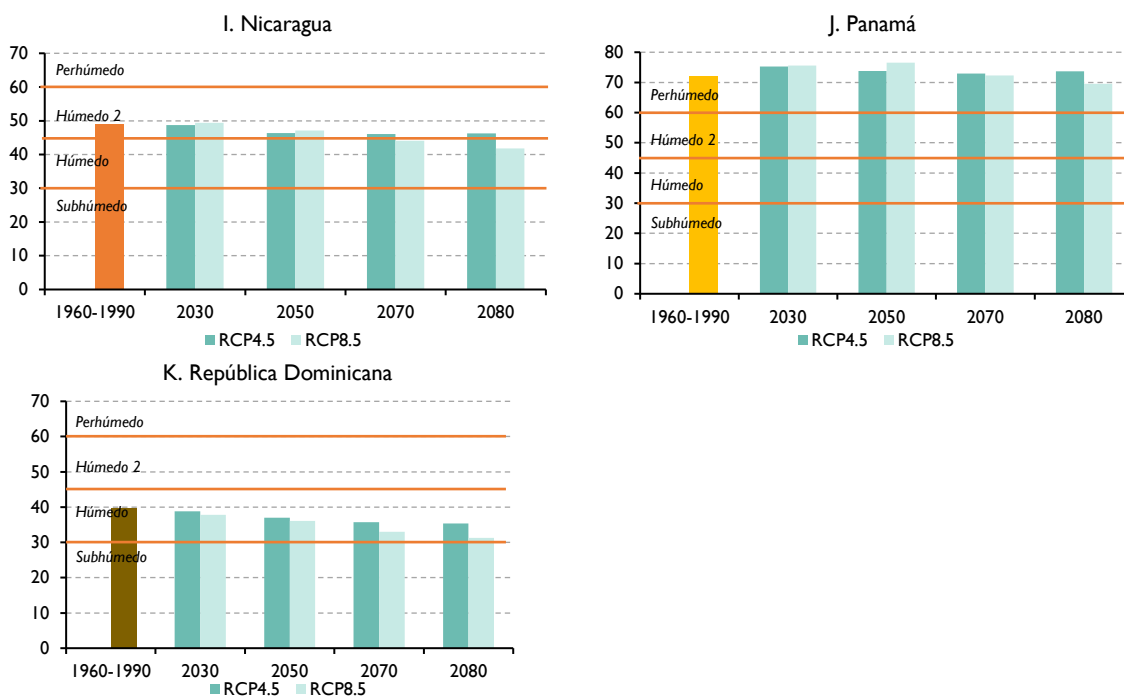 I. Nicaragua
70
60
50
40
30
20
10
0
Perhúmedo
Húmedo 2
Húmedo
Subhúmedo
1960-1990 2030 2050 2070 2080
RCP4.5 RCP8.5
J. Panamá
80
70
60
50
40
30
20
10
0
Perhúmedo
Húmedo 2
Húmedo
Subhúmedo
1960-1990 2030 2050 2070 2080
RCP4.5 RCP8.5
K. República Dominicana
70
60
50
40
30
20
10
0
Perhúmedo
Húmedo 2
Húmedo
Subhúmedo
1960-1990 2030 2050 2070 2080
RCP4.5 RCP8.5